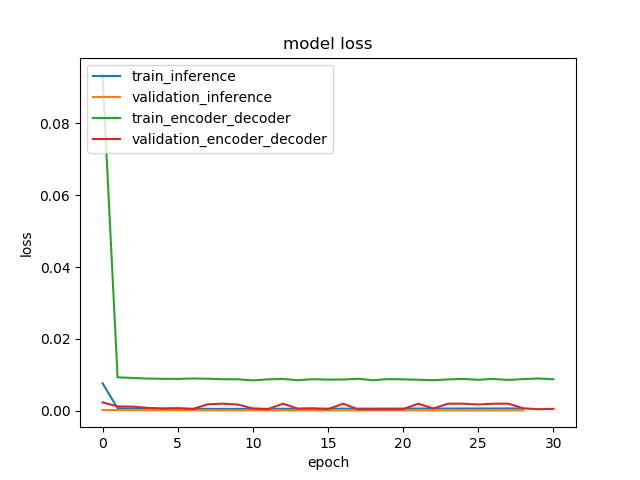 model loss
train_inference
validation_inference
train_encoder_decoder
validation_encoder_decoder
0.08
0.06
0.04
0.02
0.00
loss
0 5 10 15 20 25 30
epoch